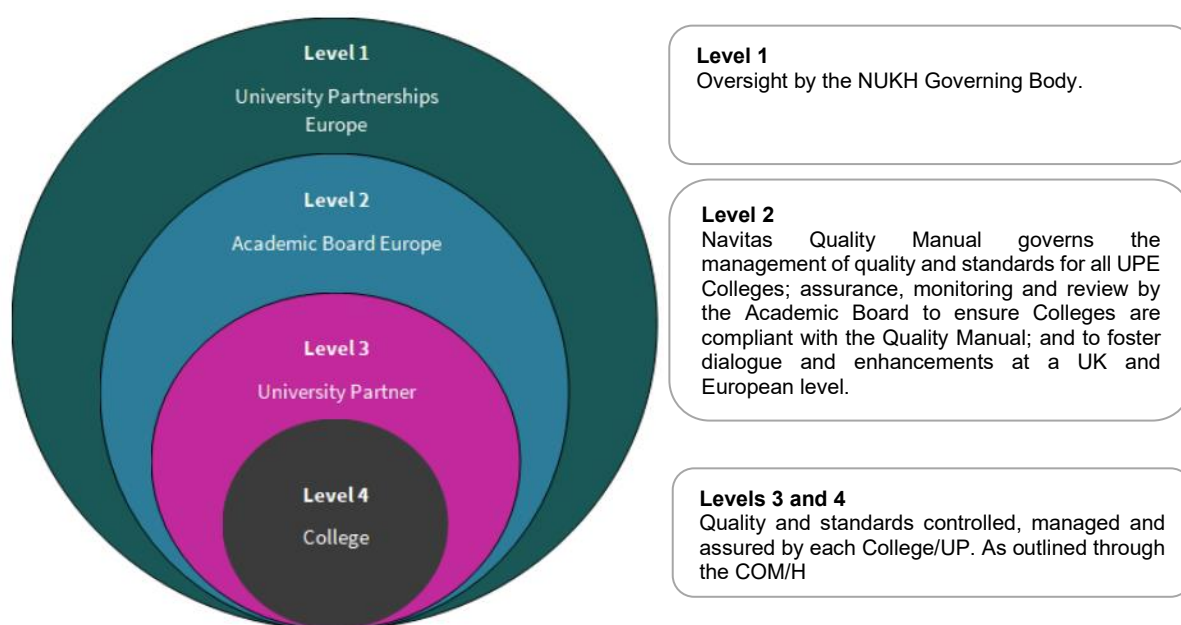 Level 1
University Partnerships
Europe
Level 2
Academic Board Europe
Level 3
University Partner
Level 4
College
Level 1
Oversight by the NUKH Governing Body.
Level 2
Navitas Quality Manual governs the
management of quality and standards for all UPE
Colleges; assurance, monitoring and review by
the Academic Board to ensure Colleges are
compliant with the Quality Manual; and to foster
dialogue and enhancements at a UK and
European level.
Levels 3 and 4
Quality and standards controlled, managed and
assured by each College/UP. As outlined through
the COM/H